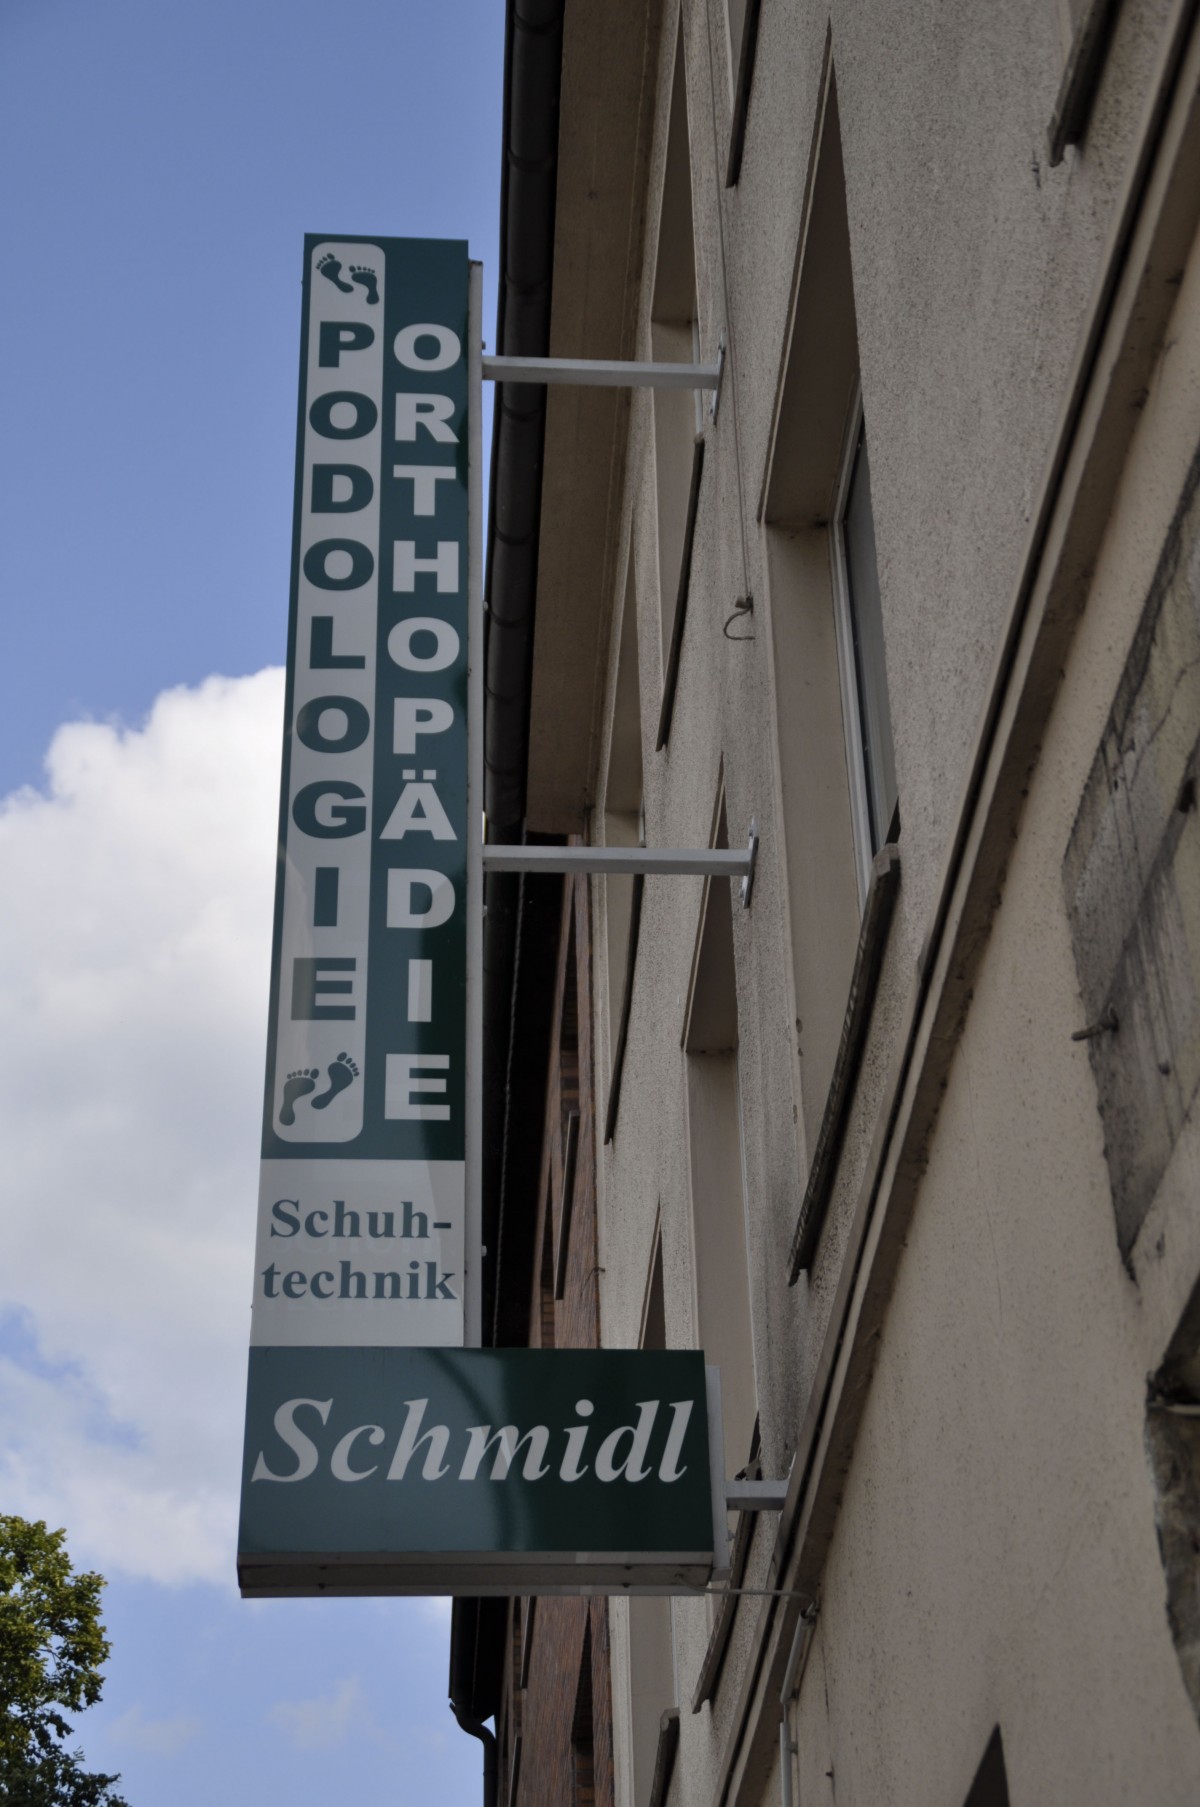 PODOLOGIE
ORTHOPÄDIE
Schuh-
technik
Schmidl